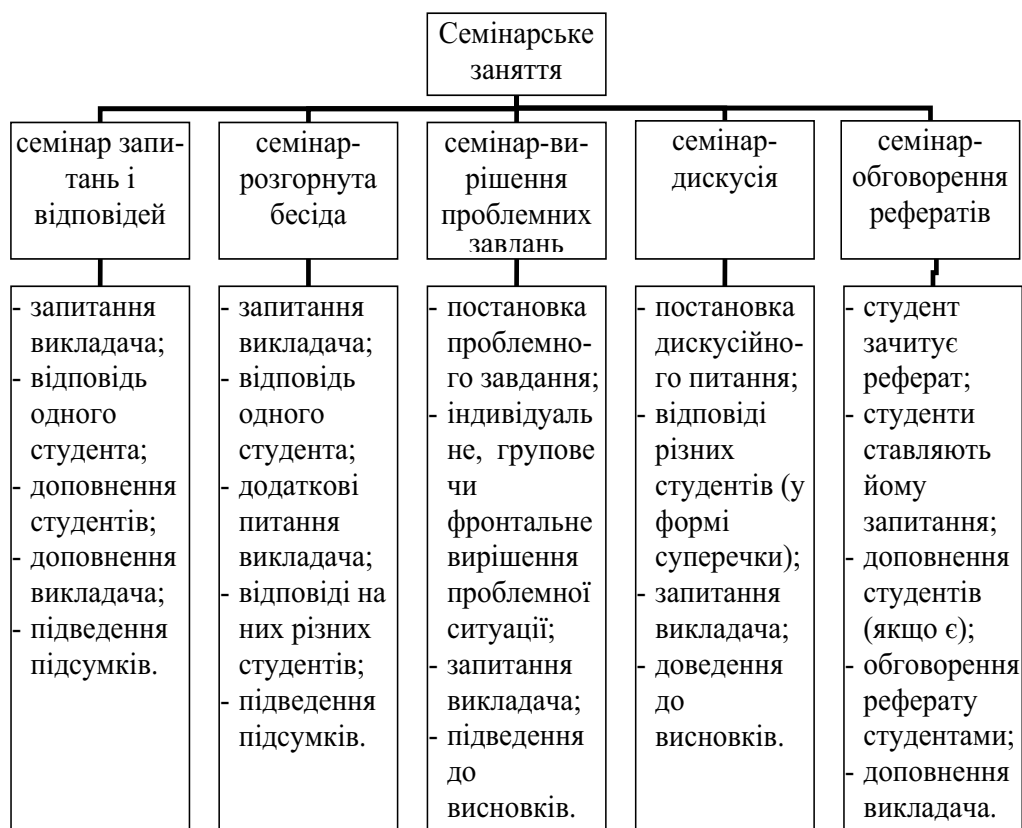 Семінарське
заняття
семінар запи-
тань і
відповідей
семінар-
розгорнута
бесіда
семінар-ви-
рішення
проблемних
завдань
семінар-
дискусія
семінар-
обговорення
рефератів
- запитання
викладача;
- відповідь
одного
студента;
- доповнення
студентів;
- доповнення
викладача;
- підведення
підсумків.
- запитання
викладача;
- відповідь
одного
студента;
- додаткові
питання
викладача;
- відповіді на
них різних
студентів;
- підведення
підсумків.
- постановка
проблемно-
го завдання;
- індивідуаль
не, групове
чи
фронтальне
вирішення
проблемної
ситуації;
- запитання
викладача;
- підведення
до
висновків.
- постановка
дискусійно-
го питання;
- відповіді
різних
студентів (у
формі
суперечки);
- запитання
викладача;
- доведення
до
висновків.
- студент
зачитує
реферат;
- студенти
ставляють
йому
запитання;
- доповнення
студентів
(якщо є);
- обговорення
реферату
студентами;
- доповнення
викладача.